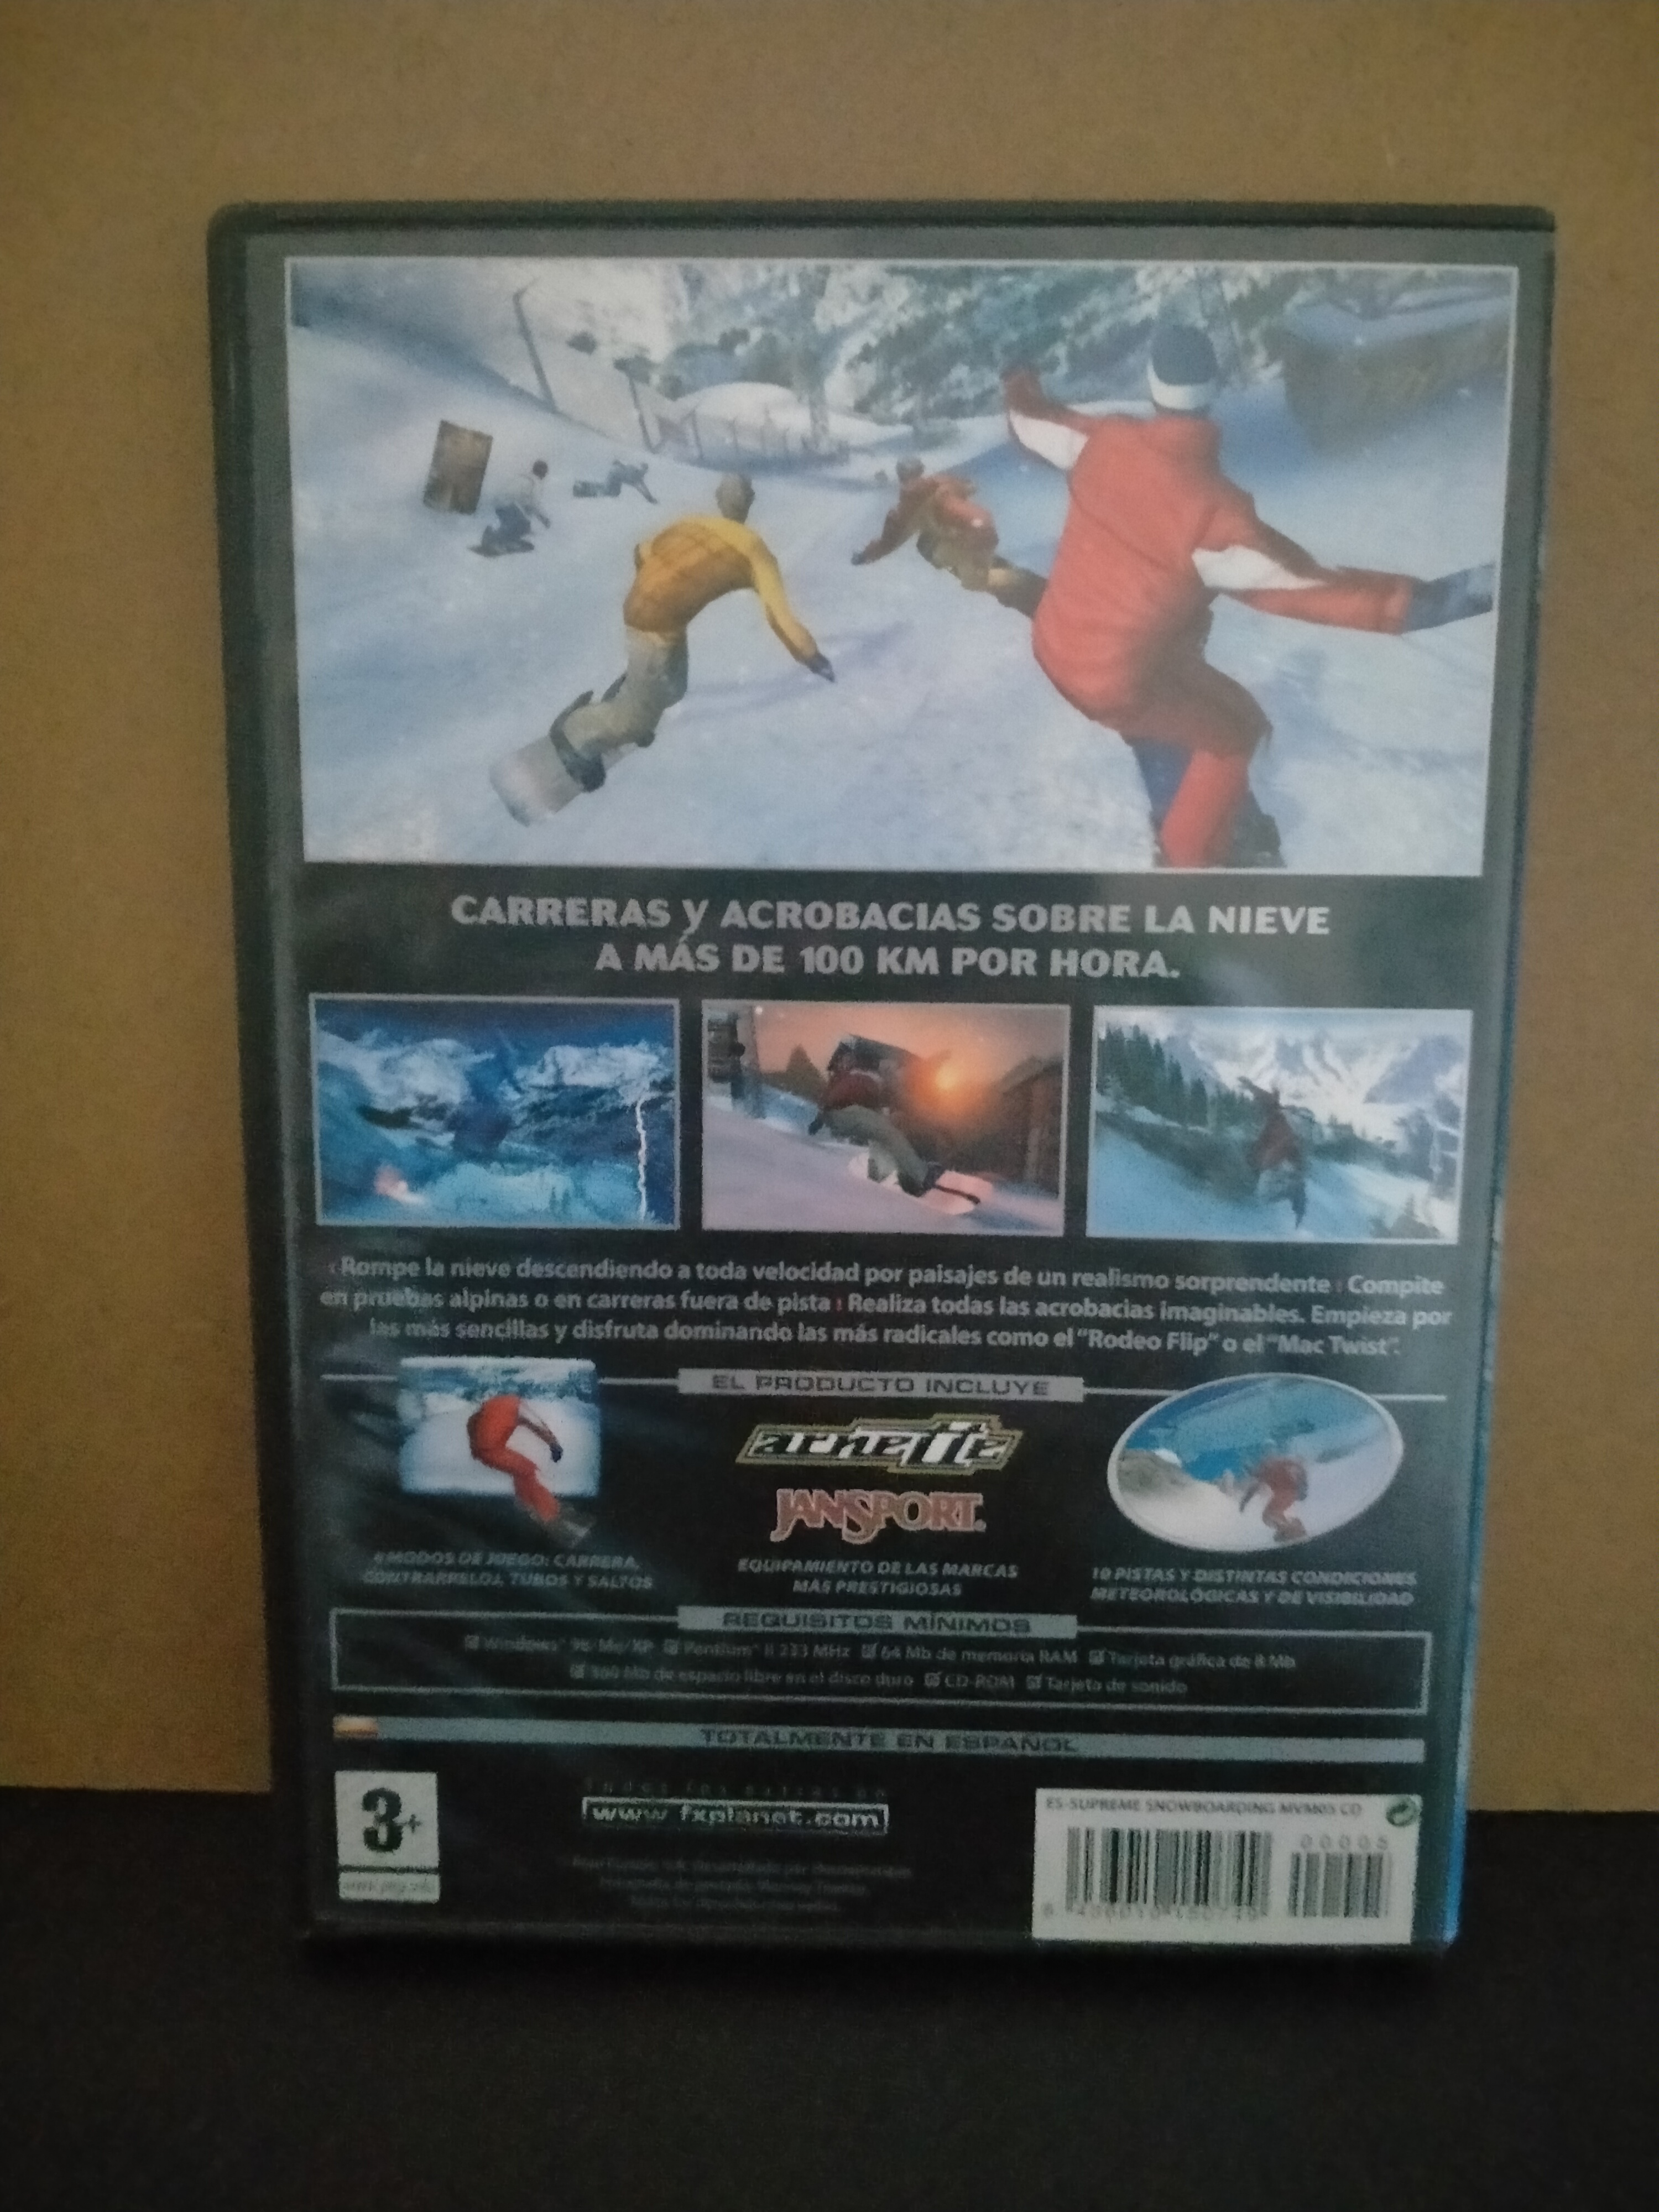 CARRERAS y ACROBACIAS SOBRE LA NIEVE
A MÁS DE 100 KM POR HORA.
Rompe la nieve descendiendo a toda velocidad por paisajes de un realismo sorprendente : Compite
en pruebas alpinas o en carreras fuera de pista : Realiza todas las acrobacias imaginables. Empieza por
las más sencillas y disfruta dominando las más radicales como el “Rodeo Flip” o el “Mac Twist”.
EL PRODUCTO INCLUYE
arnette
JANSPORT.
4 MODOS DE JUEGO: CARRERA,
CONTRARRELOJ, TUBOS Y SALTOS
EQUIPAMIENTO DE LAS MARCAS
MÁS PRESTIGIOSAS
10 PISTAS Y DISTINTAS CONDICIONES
METEOROLÓGICAS Y DE VISIBILIDAD
REQUISITOS MÍNIMOS
Windows® 98/Me/XP Pentium® II 233 MHz 64 Mb de memoria RAM Tarjeta gráfica de 8 Mb
Mb de espacio libre en el disco duro CD-ROM Tarjeta de sonido
TOTALMENTE EN ESPAÑOL
3+
www.fxplanet.com
ES-SUPREME SNOWBOARDING MVM05 CD
00005